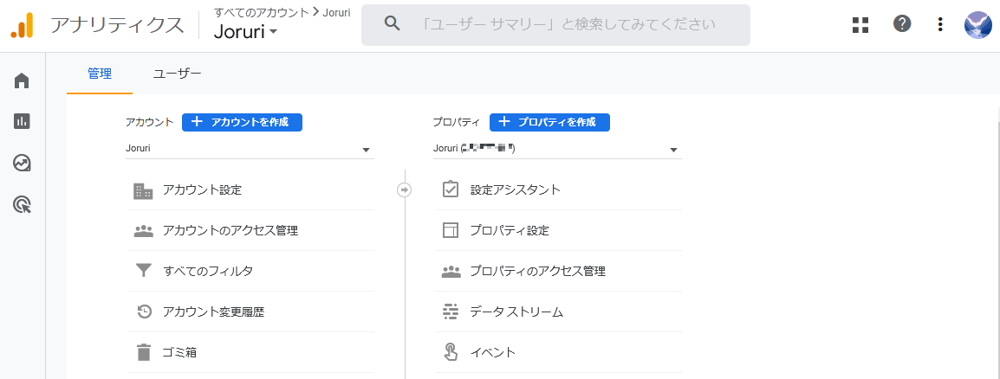 アナリティクス
すべてのアカウント > Joruri
Joruri
「ユーザー サマリー」と検索してみてください
管理
ユーザー
アカウント
+ アカウントを作成
プロパティ
+ プロパティを作成
Joruri
Joruri ( )
アカウント設定
設定アシスタント
アカウントのアクセス管理
プロパティ設定
すべてのフィルタ
プロパティのアクセス管理
アカウント変更履歴
データ ストリーム
ゴミ箱
イベント